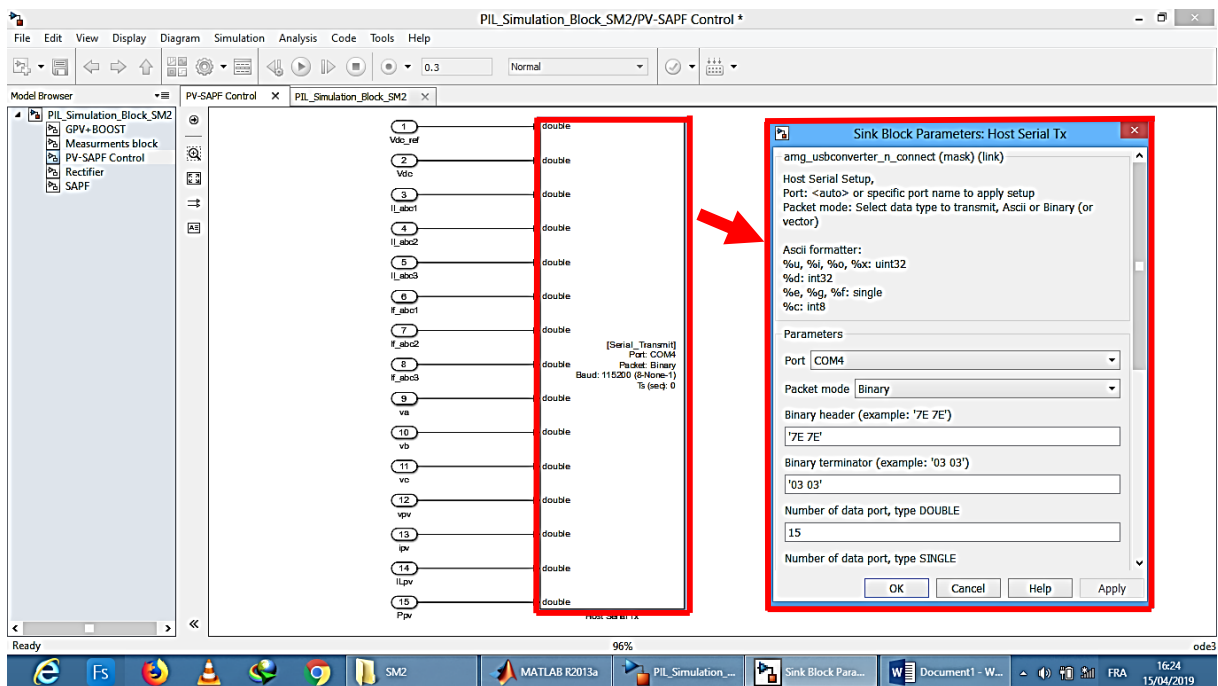 PIL_Simulation_Block_SM2/PV-SAPF Control *
File Edit View Display Diagram Simulation Analysis Code Tools Help
0.3 Normal
Model Browser
PV-SAPF Control PIL_Simulation_Block_SM2
PIL_Simulation_Block_SM2
GPV+BOOST
Measurments block
PV-SAPF Control
Rectifier
SAPF
1 double
Vdc_ref
2 double
Vdc
3 double
Il_abc1
4 double
Il_abc2
5 double
Il_abc3
6 double
If_abc1
7 double
If_abc2
8 double
If_abc3
9 double
va
10 double
vb
11 double
vc
12 double
vpv
13 double
ipv
14 double
ILpv
15 double
Ppv
[Serial_Transmit]
Port: COM4
Packet: Binary
Baud: 115200 (8-None-1)
Ts (sec): 0
Host Serial Tx
Sink Block Parameters: Host Serial Tx
amg_usbconverter_n_connect (mask) (link)
Host Serial Setup,
Port: <auto> or specific port name to apply setup
Packet mode: Select data type to transmit, Ascii or Binary (or
vector)
Ascii formatter:
%u, %i, %o, %x: uint32
%d: int32
%e, %g, %f: single
%c: int8
Parameters
Port COM4
Packet mode Binary
Binary header (example: '7E 7E')
'7E 7E'
Binary terminator (example: '03 03')
'03 03'
Number of data port, type DOUBLE
15
Number of data port, type SINGLE
OK Cancel Help Apply
Ready 96% ode3
Fs SM2 MATLAB R2013a PIL_Simulation_... Sink Block Para... Document1 - W... FRA 16:24
15/04/2019